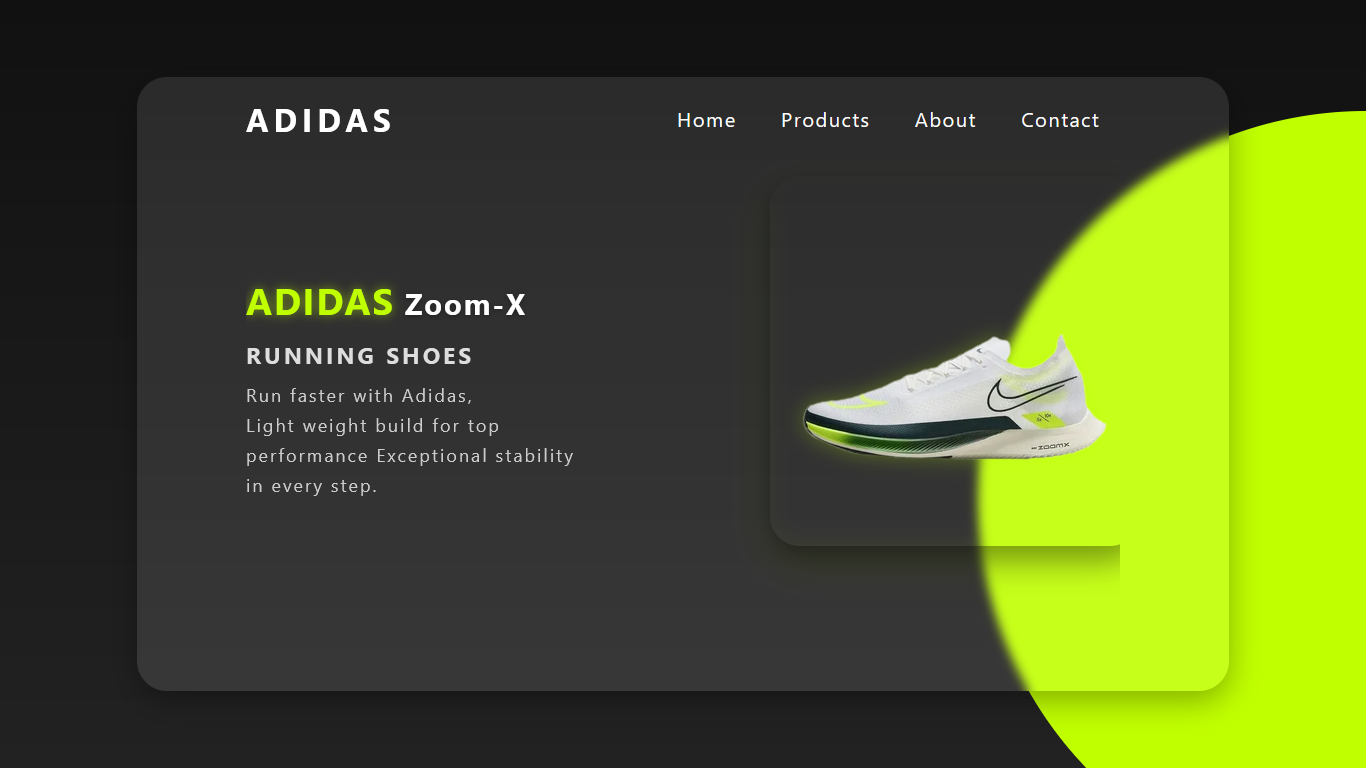 ADIDAS
Home Products About Contact
ADIDAS Zoom-X
RUNNING SHOES
Run faster with Adidas,
Light weight build for top
performance Exceptional stability
in every step.
ZOOMX